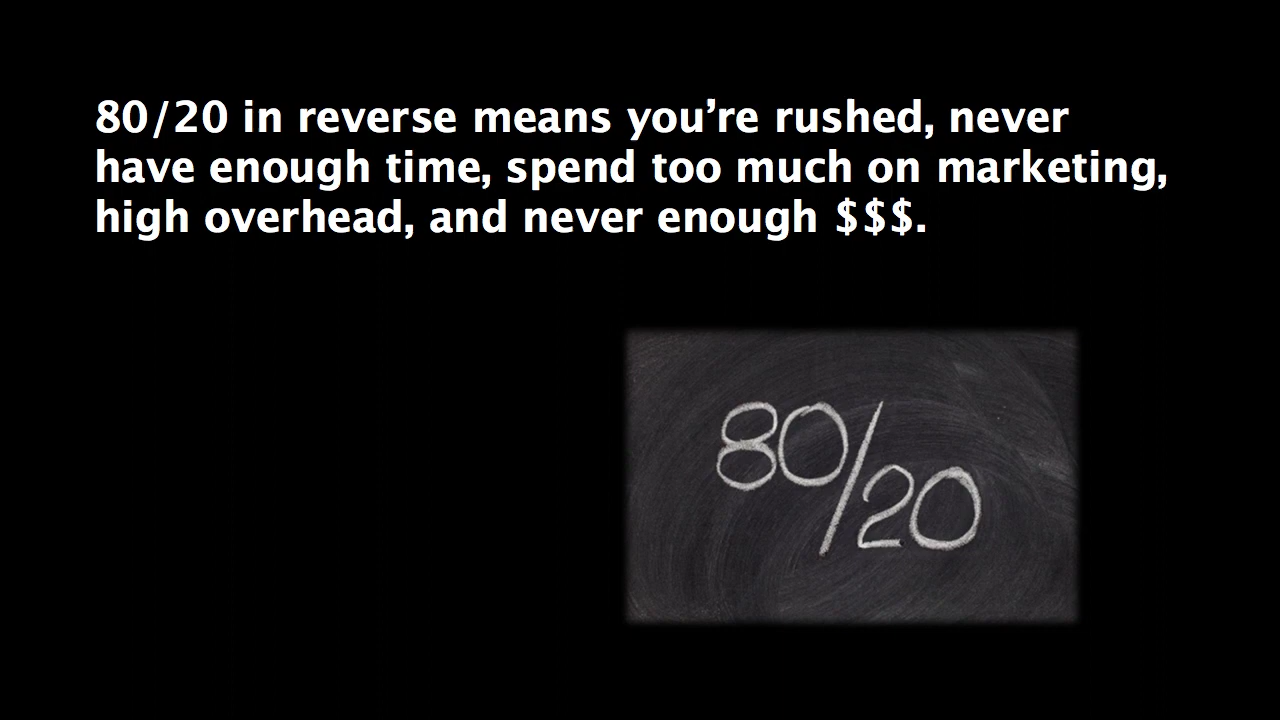 80/20 in reverse means you’re rushed, never
have enough time, spend too much on marketing,
high overhead, and never enough $$$.
80/20